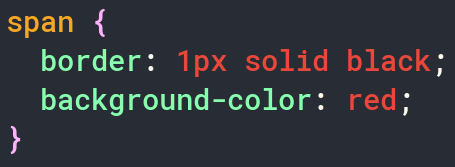 span {
  border: 1px solid black;
  background-color: red;
}